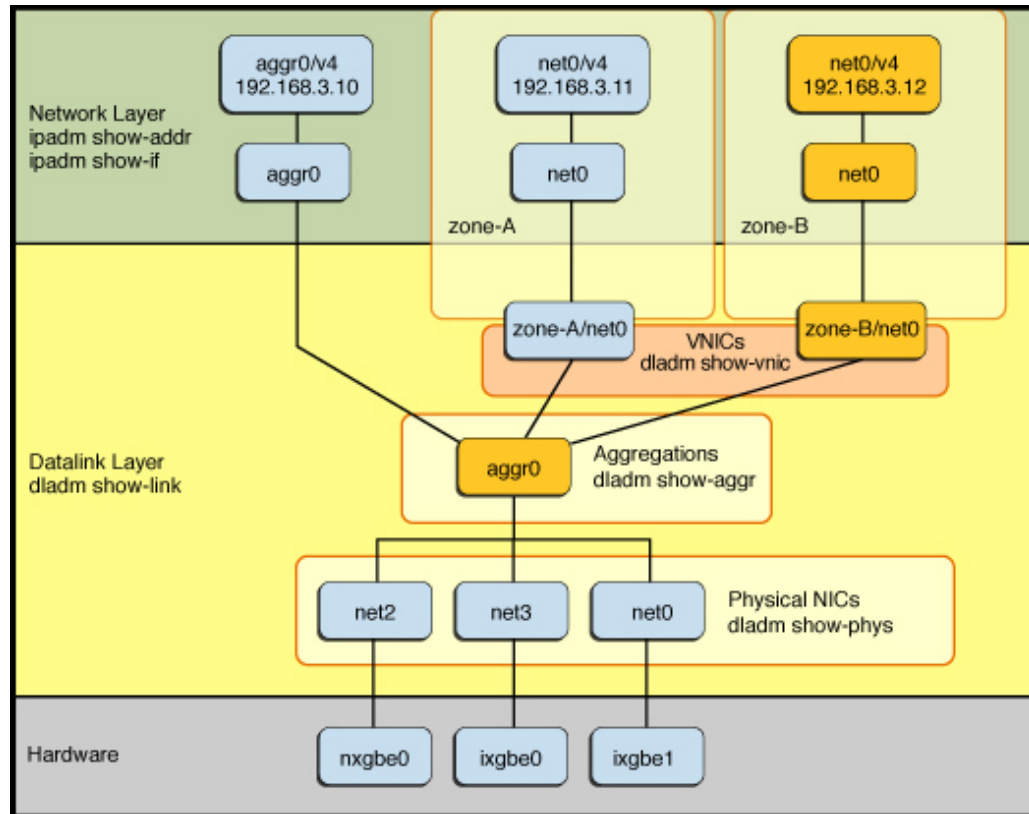 aggr0/v4
192.168.3.10
net0/v4
192.168.3.11
net0/v4
192.168.3.12
Network Layer
ipadm show-addr
ipadm show-if
aggr0
net0
net0
zone-A
zone-B
zone-A/net0
zone-B/net0
VNICs
dladm show-vnic
Datalink Layer
dladm show-link
aggr0
Aggregations
dladm show-aggr
net2
net3
net0
Physical NICs
dladm show-phys
Hardware
nxgbe0
ixgbe0
ixgbe1